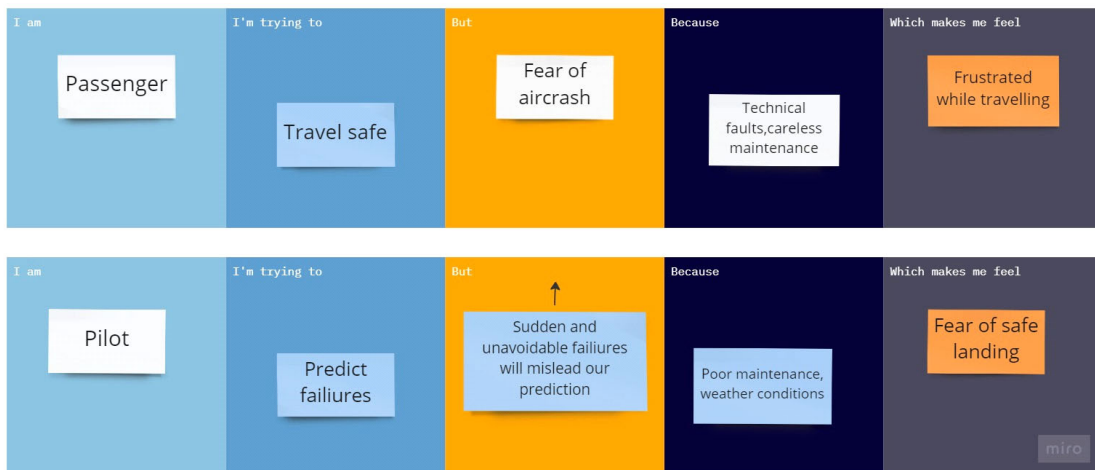 I am
I'm trying to
But
Because
Which makes me feel
Passenger
Travel safe
Fear of
aircrash
Technical
faults,careless
maintenance
Frustrated
while travelling
I am
I'm trying to
But
Because
Which makes me feel
Pilot
Predict
failiures
Sudden and
unavoidable failiures
will mislead our
prediction
Poor maintenance,
weather conditions
Fear of safe
landing
miro